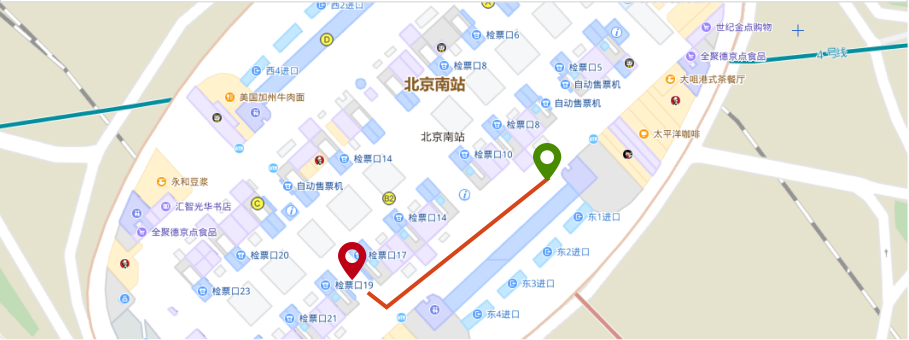 西2进口
检票口6
世纪金点购物
D
检票口8
4号线
西4进口
检票口5
全聚德京点食品
北京南站
自动售票机
大咀港式茶餐厅
美国加州牛肉面
自动售票机
检票口8
北京南站
太平洋咖啡
检票口14
检票口10
永和豆浆
自动售票机
汇智光华书店
C
B2
检票口14
东1进口
全聚德京点食品
检票口20
检票口17
东2进口
检票口23
检票口19
东3进口
检票口21
东4进口